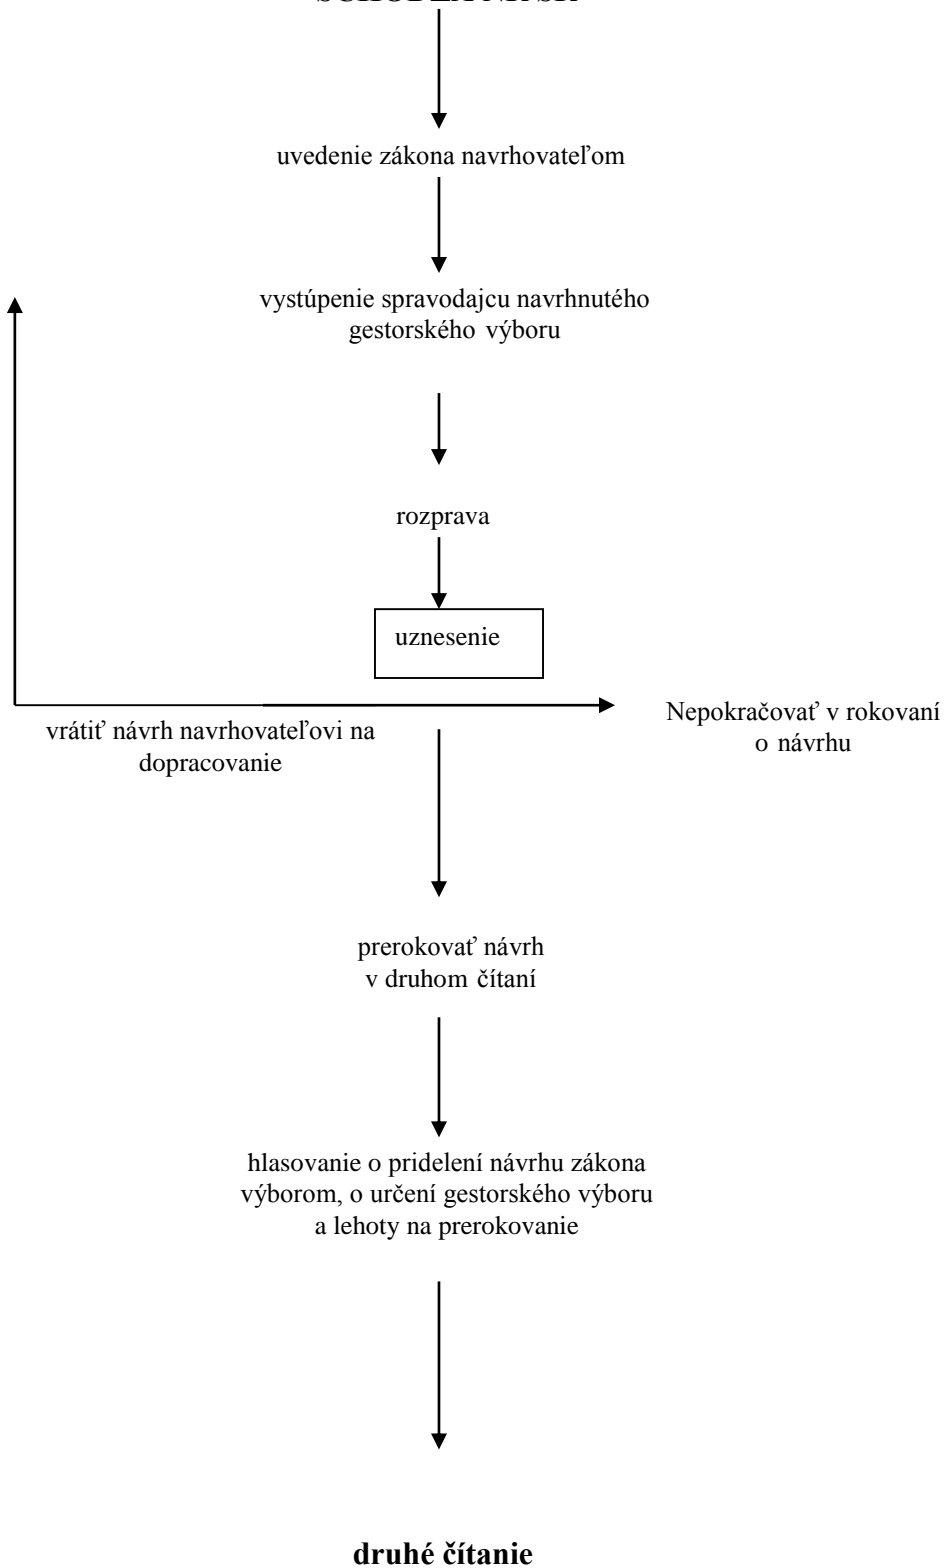 uvedenie zákona navrhovateľom
vystúpenie spravodajcu navrhnutého
gestorského výboru
rozprava
uznesenie
vrátiť návrh navrhovateľovi na
dopracovanie
Nepokračovať v rokovaní
o návrhu
prerokovať návrh
v druhom čítaní
hlasovanie o pridelení návrhu zákona
výborom, o určení gestorského výboru
a lehoty na prerokovanie
druhé čítanie